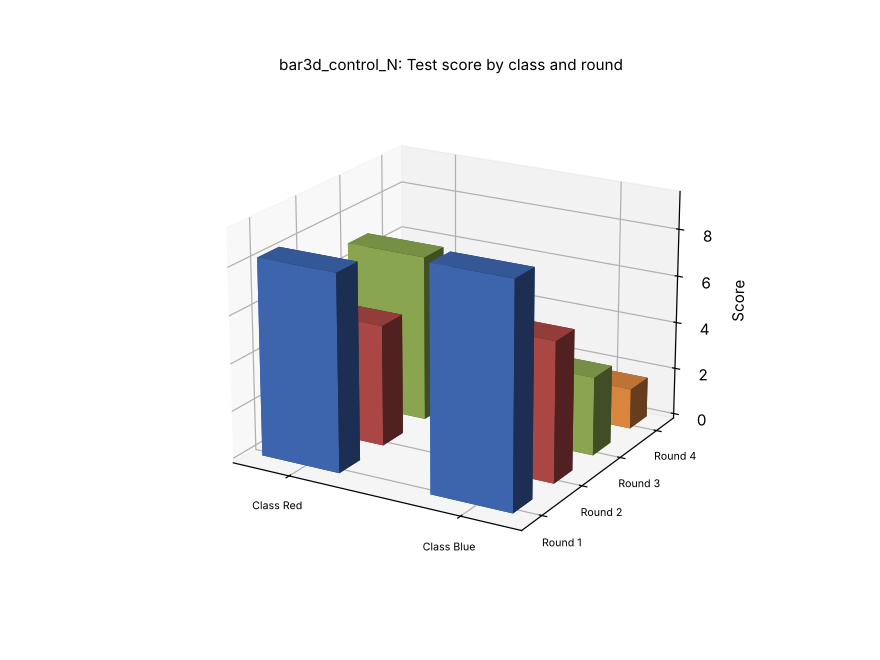 bar3d_control_N: Test score by class and round
8
6
Score
4
2
0
Round 4
Round 3
Class Red
Round 2
Round 1
Class Blue